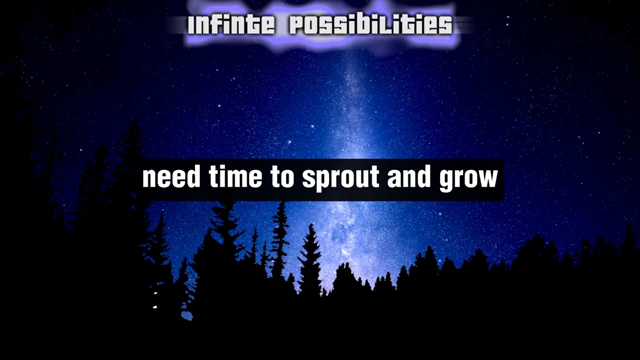 Infinte Possibilities
need time to sprout and grow